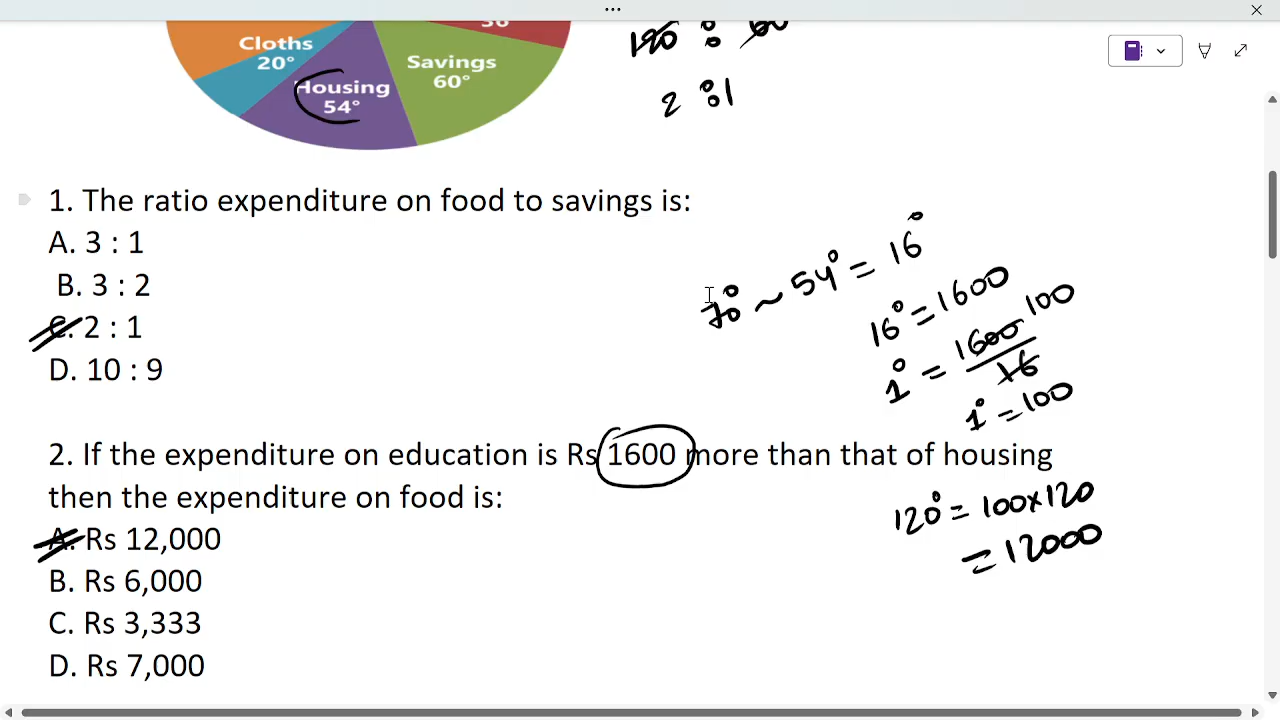 36
Cloths
20°
Savings
60°
Housing
54°
120 : 60
2 : 1
1. The ratio expenditure on food to savings is:
A. 3 : 1
B. 3 : 2
C. 2 : 1
D. 10 : 9
70° ~ 54° = 16°
16° = 1600
1° = 1600/16 100
1° = 100
2. If the expenditure on education is Rs 1600 more than that of housing
then the expenditure on food is:
A. Rs 12,000
B. Rs 6,000
C. Rs 3,333
D. Rs 7,000
120° = 100x120
= 12000